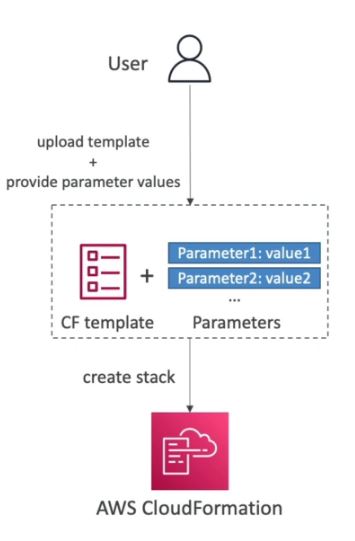 User
upload template
+
provide parameter values
+
Parameter1: value1
Parameter2: value2
...
CF template
Parameters
create stack
AWS CloudFormation